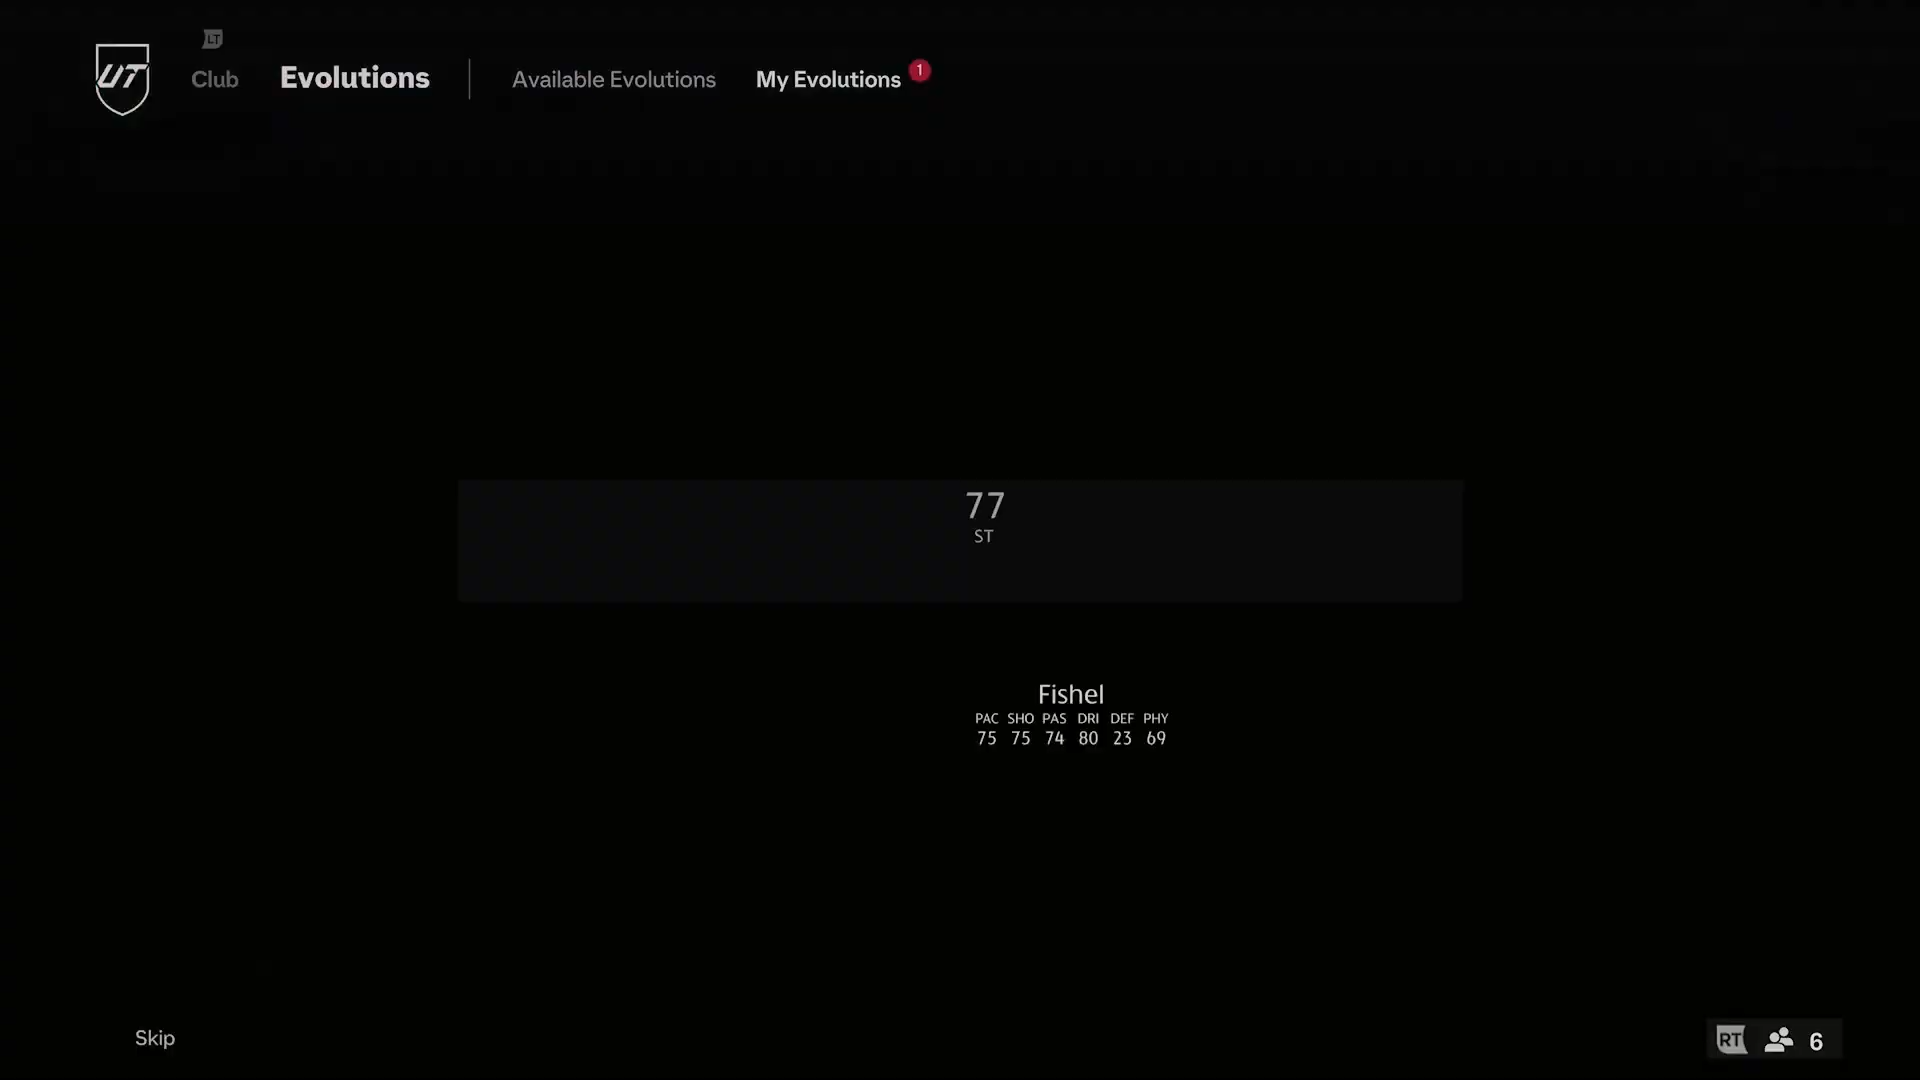 LT
UT Club Evolutions Available Evolutions My Evolutions 1
77
ST
Fishel
PAC SHO PAS DRI DEF PHY
75 75 74 80 23 69
Skip
RT 6